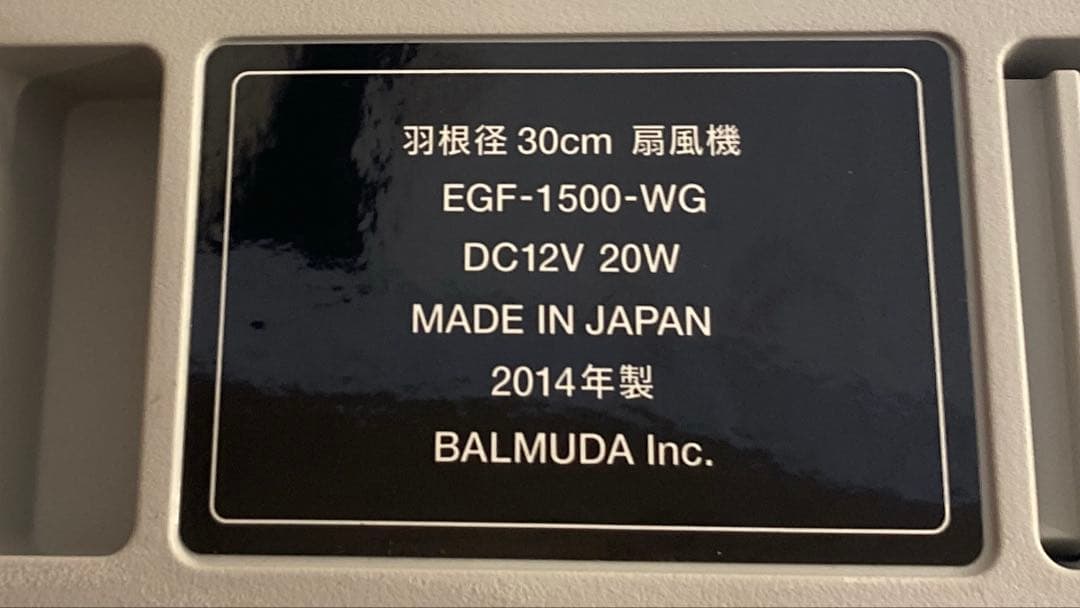 羽根径 30cm 扇風機
EGF-1500-WG
DC12V 20W
MADE IN JAPAN
2014年製
BALMUDA Inc.